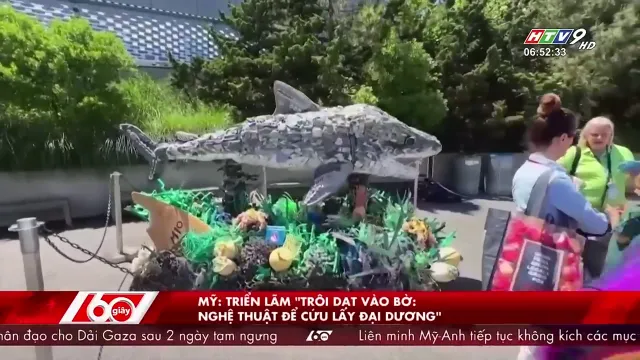 HTV9 HD
06:52:33
60 giây
MỸ: TRIỂN LÃM "TRÔI DẠT VÀO BỜ:
NGHỆ THUẬT ĐỂ CỨU LẤY ĐẠI DƯƠNG"
hân đạo cho Dải Gaza sau 2 ngày tạm ngưng
60 giây
Liên minh Mỹ-Anh tiếp tục không kích các mục